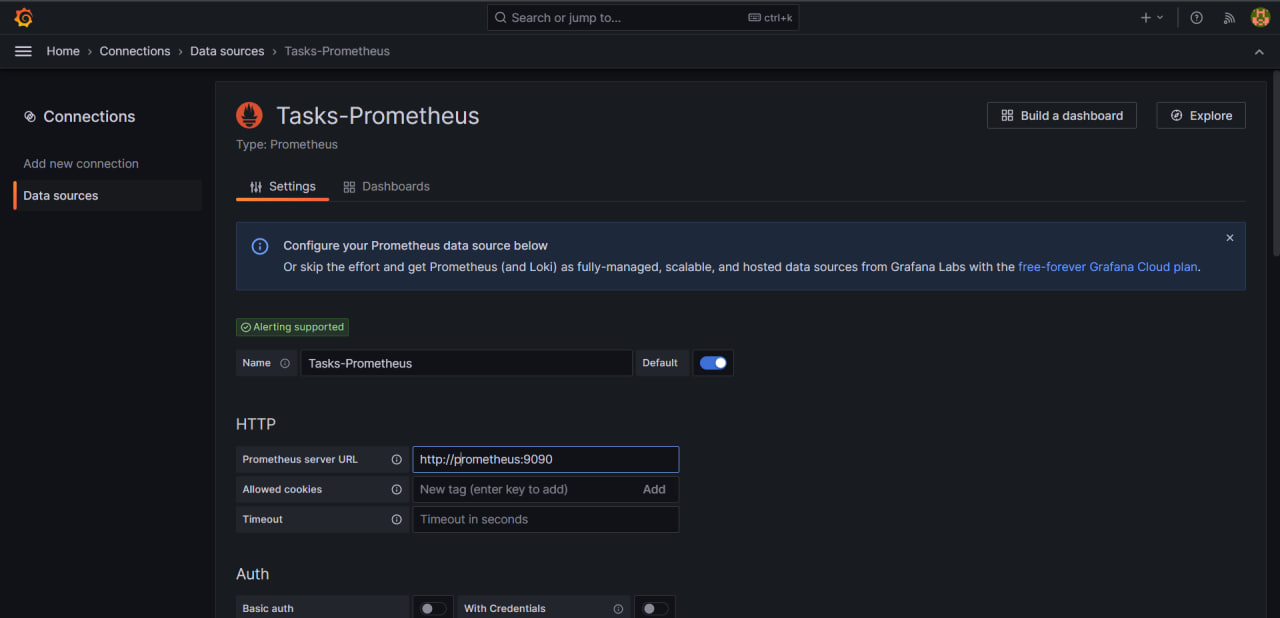 Search or jump to...
ctrl+k
Home › Connections › Data sources › Tasks-Prometheus
Connections
Add new connection
Data sources
Tasks-Prometheus
Type: Prometheus
Build a dashboard
Explore
Settings
Dashboards
Configure your Prometheus data source below
Or skip the effort and get Prometheus (and Loki) as fully-managed, scalable, and hosted data sources from Grafana Labs with the free-forever Grafana Cloud plan.
Alerting supported
Name
Tasks-Prometheus
Default
HTTP
Prometheus server URL
http://prometheus:9090
Allowed cookies
New tag (enter key to add)
Add
Timeout
Timeout in seconds
Auth
Basic auth
With Credentials